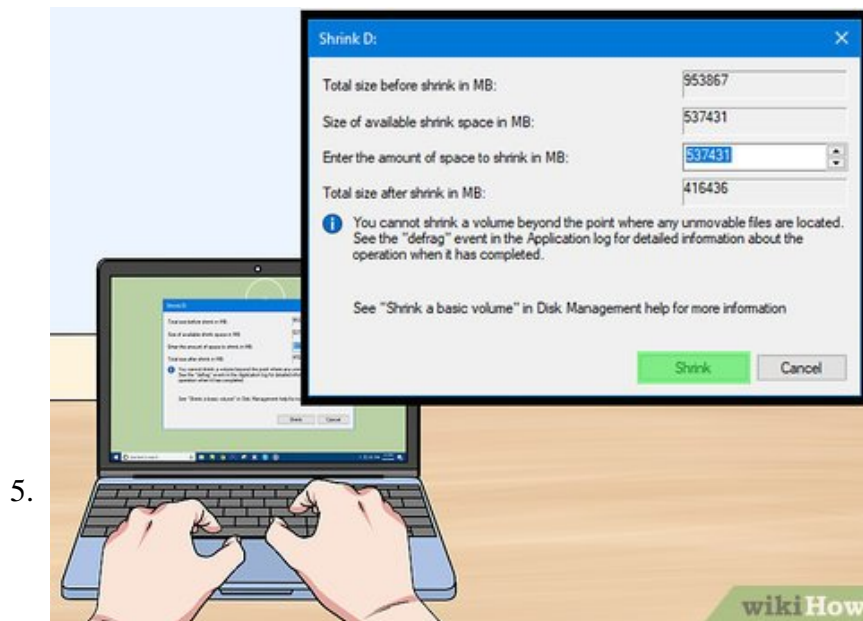 Shrink D:
Total size before shrink in MB:
953867
Size of available shrink space in MB:
537431
Enter the amount of space to shrink in MB:
537431
Total size after shrink in MB:
416436
You cannot shrink a volume beyond the point where any unmovable files are located.
See the "defrag" event in the Application log for detailed information about the
operation when it has completed.
See "Shrink a basic volume" in Disk Management help for more information
Shrink
Cancel
5.
wikiHow